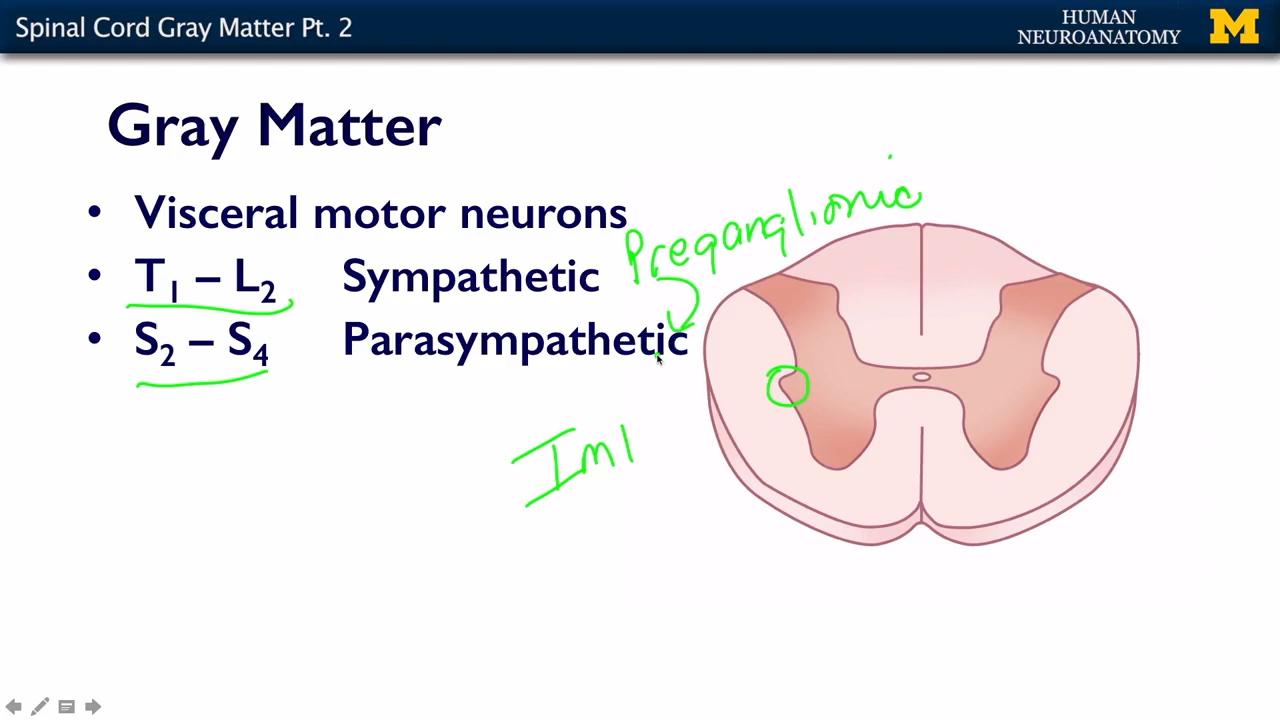 Spinal Cord Gray Matter Pt. 2
HUMAN
NEUROANATOMY
M
Gray Matter
• Visceral motor neurons
• T₁ – L₂ Sympathetic
• S₂ – S₄ Parasympathetic
Preganglionic
Iml